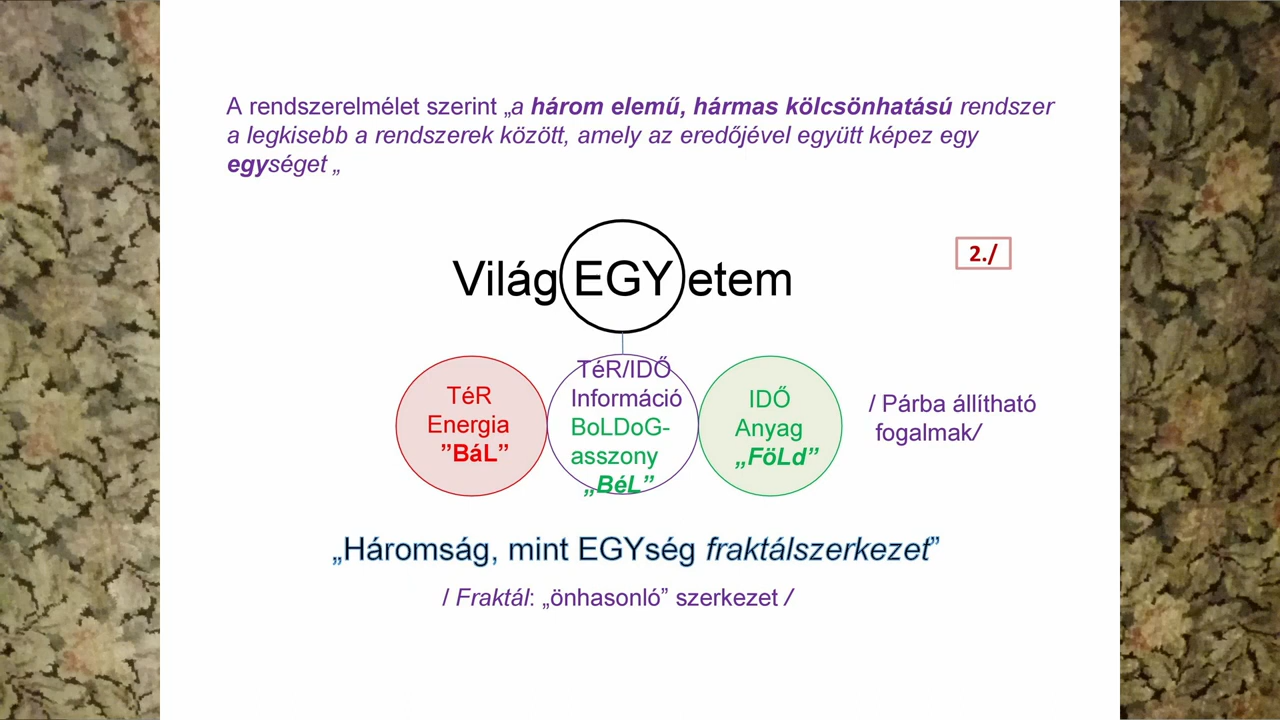 A rendszerelmélet szerint „a három elemű, hármas kölcsönhatású rendszer
a legkisebb a rendszerek között, amely az eredőjével együtt képez egy
egységet „
VilágEGYetem
2./
TéR
Energia
”BáL”
TéR/IDŐ
Információ
BoLDoG-
asszony
„BéL”
IDŐ
Anyag
„FöLd”
/ Párba állítható
fogalmak/
„Háromság, mint EGYség fraktálszerkezet”
/ Fraktál: „önhasonló” szerkezet /